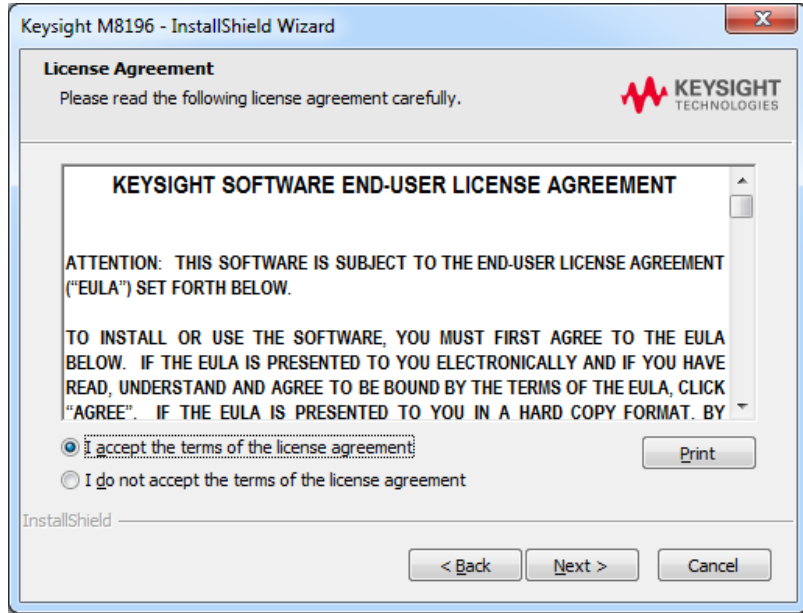 Keysight M8196 - InstallShield Wizard
License Agreement
Please read the following license agreement carefully.
KEYSIGHT
TECHNOLOGIES
KEYSIGHT SOFTWARE END-USER LICENSE AGREEMENT
ATTENTION: THIS SOFTWARE IS SUBJECT TO THE END-USER LICENSE AGREEMENT
(“EULA”) SET FORTH BELOW.
TO INSTALL OR USE THE SOFTWARE, YOU MUST FIRST AGREE TO THE EULA
BELOW. IF THE EULA IS PRESENTED TO YOU ELECTRONICALLY AND IF YOU HAVE
READ, UNDERSTAND AND AGREE TO BE BOUND BY THE TERMS OF THE EULA, CLICK
“AGREE”. IF THE EULA IS PRESENTED TO YOU IN A HARD COPY FORMAT, BY
I accept the terms of the license agreement
Print
I do not accept the terms of the license agreement
InstallShield
< Back Next > Cancel